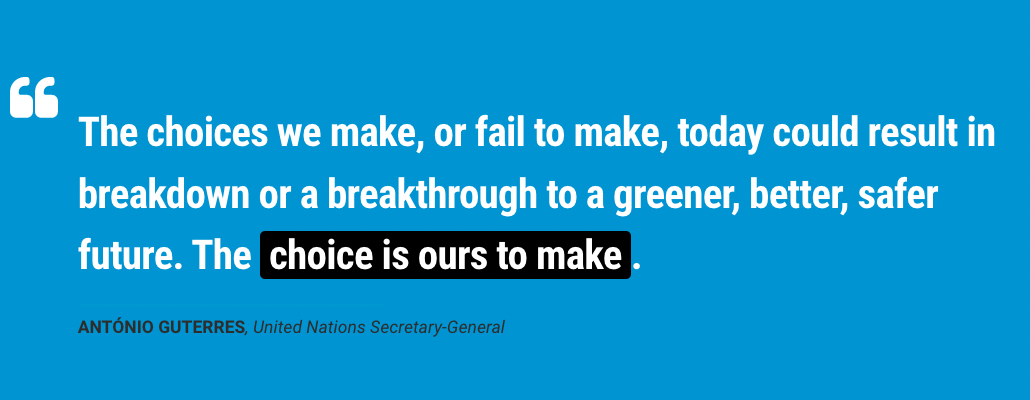 “
The choices we make, or fail to make, today could result in
breakdown or a breakthrough to a greener, better, safer
future. The choice is ours to make.
ANTÓNIO GUTERRES, United Nations Secretary-General